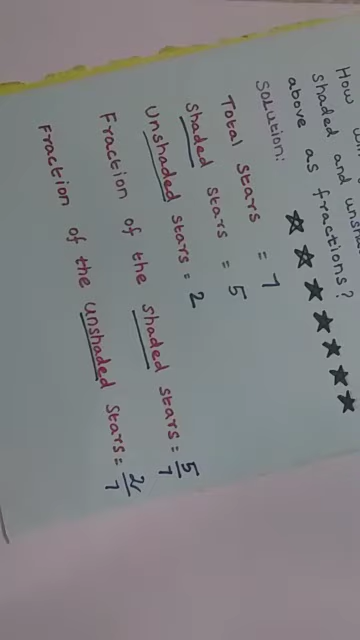 How
shaded and
above as fractions?
Solution:
Total stars = 7
Shaded stars = 5
Unshaded stars = 2
Fraction of the shaded stars = 5/7
Fraction of the unshaded stars = 2/7